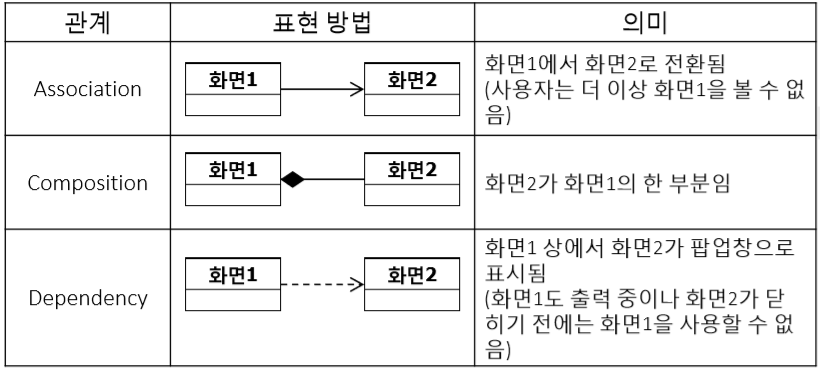 관계 표현 방법 의미
Association
화면1 화면2
화면1에서 화면2로 전환됨
(사용자는 더 이상 화면1을 볼 수 없
음)
Composition
화면1 화면2
화면2가 화면1의 한 부분임
Dependency
화면1 화면2
화면1 상에서 화면2가 팝업창으로
표시됨
(화면1도 출력 중이나 화면2가 닫
히기 전에는 화면1을 사용할 수 없
음)